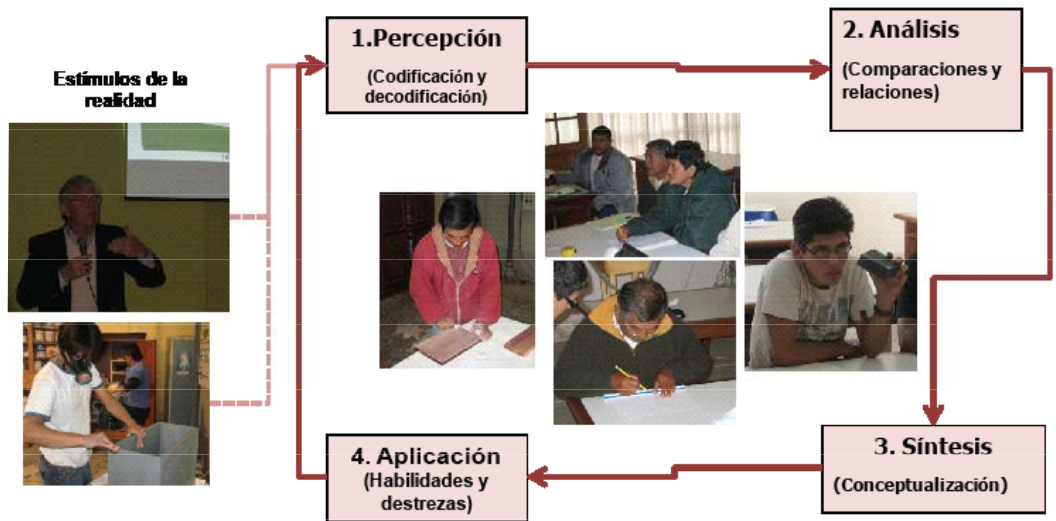 Estímulos de la
realidad
1.Percepción
(Codificación y
decodificación)
2. Análisis
(Comparaciones y
relaciones)
3. Síntesis
(Conceptualización)
4. Aplicación
(Habilidades y
destrezas)